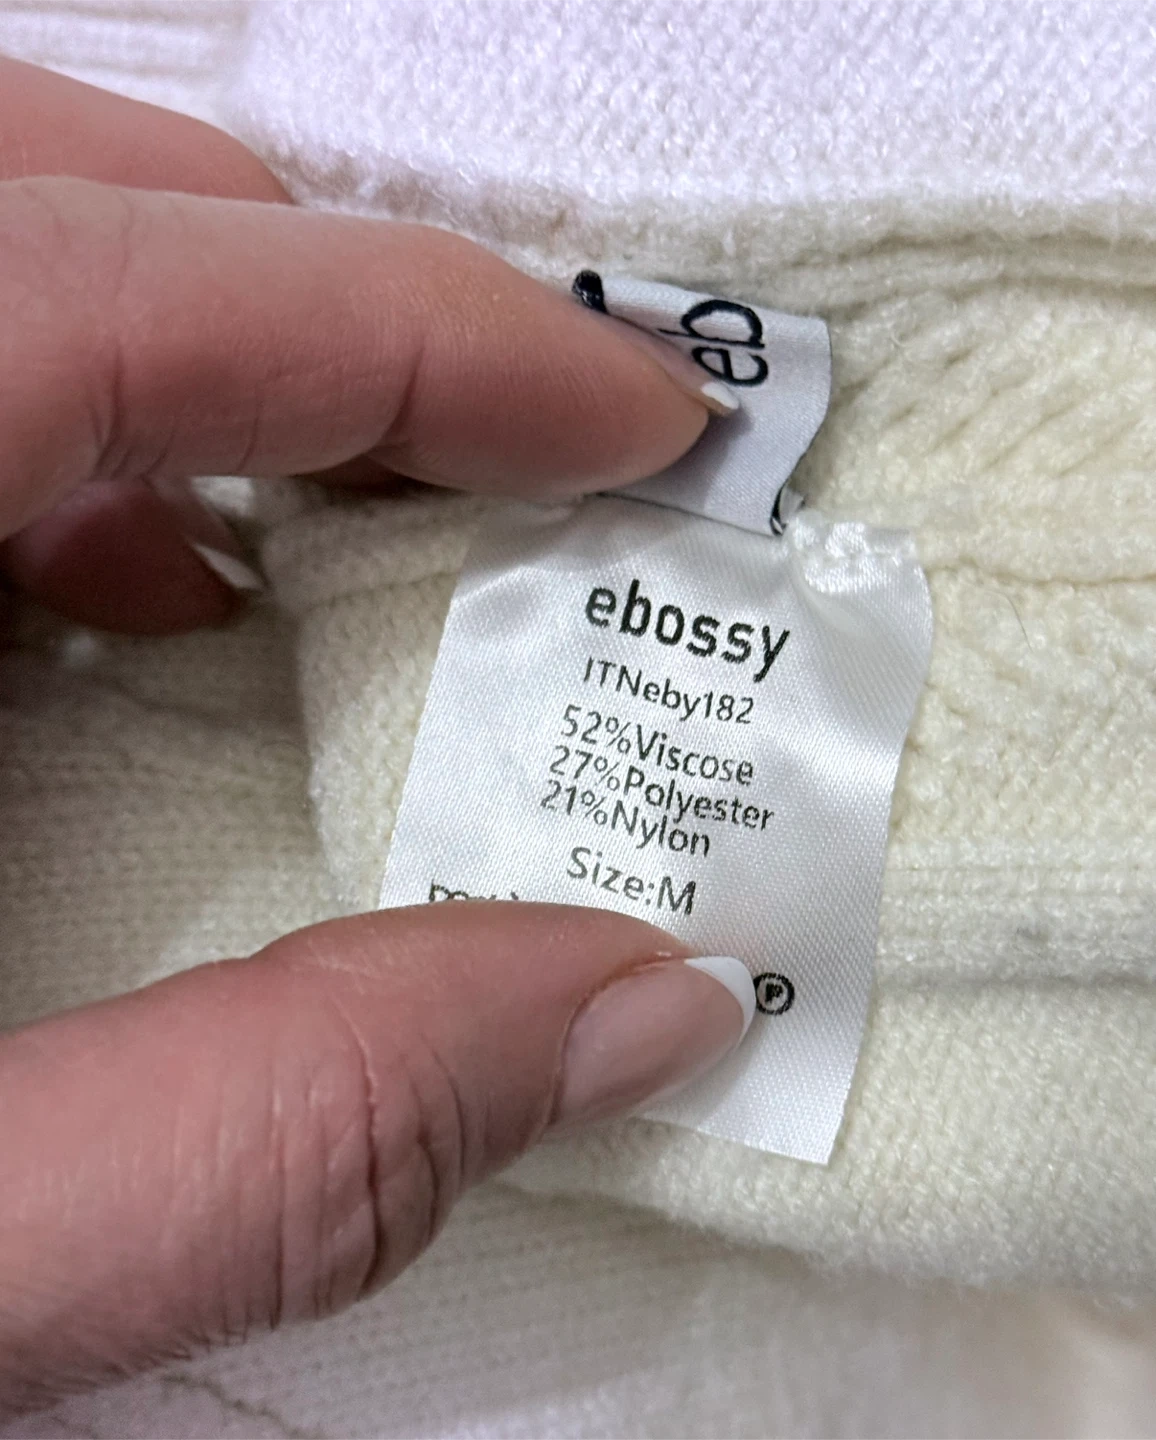 eb
ebossy
ITNeby182
52%Viscose
27%Polyester
21%Nylon
Size:M
P